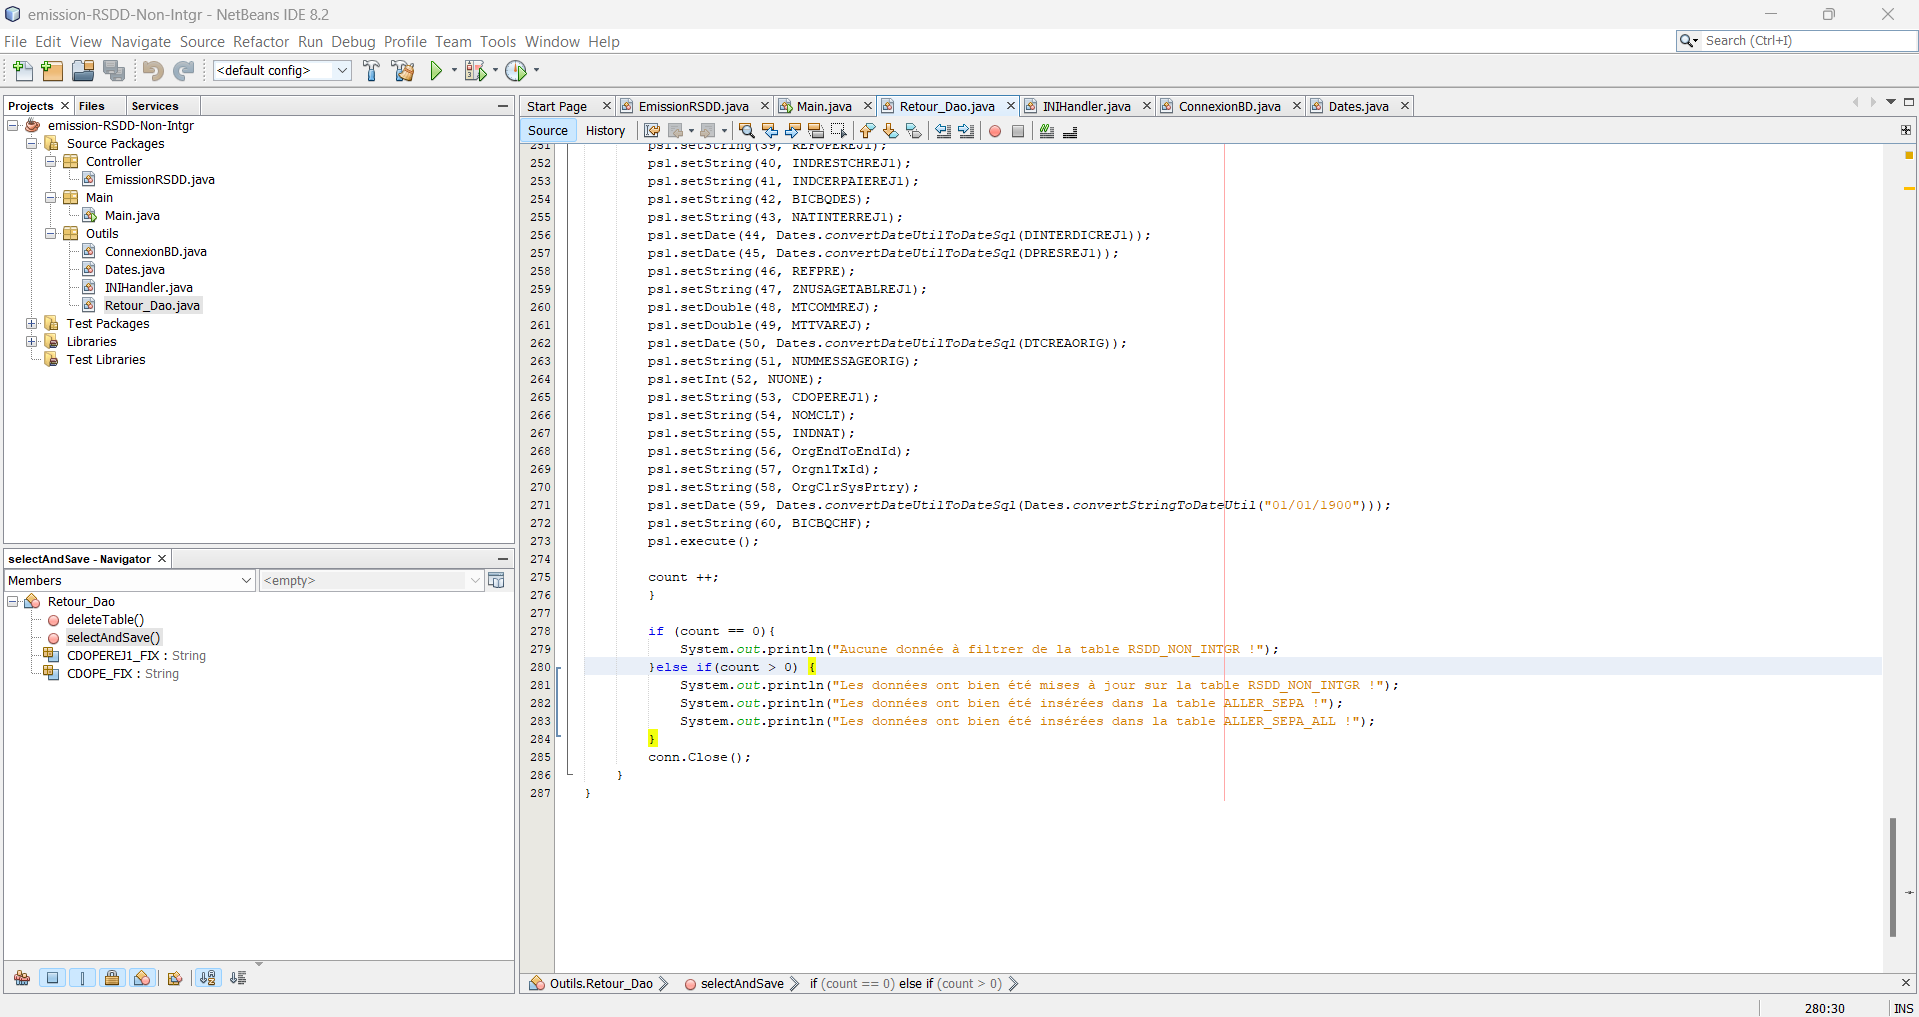 emission-RSDD-Non-Intgr - NetBeans IDE 8.2
File Edit View Navigate Source Refactor Run Debug Profile Team Tools Window Help
Search (Ctrl+I)
<default config>
Projects Files Services
emission-RSDD-Non-Intgr
Source Packages
Controller
EmissionRSDD.java
Main
Main.java
Outils
ConnexionBD.java
Dates.java
INIHandler.java
Retour_Dao.java
Test Packages
Libraries
Test Libraries
selectAndSave - Navigator
Members <empty>
Retour_Dao
deleteTable()
selectAndSave()
CDOPEREJ1_FIX : String
CDOPE_FIX : String
Start Page EmissionRSDD.java Main.java Retour_Dao.java INIHandler.java ConnexionBD.java Dates.java
Source History
251 ps1.setString(39, REFOPEREJ1);
252 ps1.setString(40, INDRESTCHREJ1);
253 ps1.setString(41, INDCERPAIEREJ1);
254 ps1.setString(42, BICBQDES);
255 ps1.setString(43, NATINTERREJ1);
256 ps1.setDate(44, Dates.convertDateUtilToDateSql(DINTERDICREJ1));
257 ps1.setDate(45, Dates.convertDateUtilToDateSql(DPRESREJ1));
258 ps1.setString(46, REFPRE);
259 ps1.setString(47, ZNUSAGETABLREJ1);
260 ps1.setDouble(48, MTCOMMREJ);
261 ps1.setDouble(49, MTTVAREJ);
262 ps1.setDate(50, Dates.convertDateUtilToDateSql(DTCREAORIG));
263 ps1.setString(51, NUMMESSAGEORIG);
264 ps1.setInt(52, NUONE);
265 ps1.setString(53, CDOPEREJ1);
266 ps1.setString(54, NOMCLT);
267 ps1.setString(55, INDNAT);
268 ps1.setString(56, OrgEndToEndId);
269 ps1.setString(57, OrgnlTxId);
270 ps1.setString(58, OrgClrSysPrtry);
271 ps1.setDate(59, Dates.convertDateUtilToDateSql(Dates.convertStringToDateUtil("01/01/1900")));
272 ps1.setString(60, BICBQCHF);
273 ps1.execute();
274
275 count ++;
276 }
277
278 if (count == 0){
279 System.out.println("Aucune donnée à filtrer de la table RSDD_NON_INTGR !");
280 }else if(count > 0) {
281 System.out.println("Les données ont bien été mises à jour sur la table RSDD_NON_INTGR !");
282 System.out.println("Les données ont bien été insérées dans la table ALLER_SEPA !");
283 System.out.println("Les données ont bien été insérées dans la table ALLER_SEPA_ALL !");
284 }
285 conn.Close();
286 }
287 }
Outils.Retour_Dao selectAndSave if (count == 0) else if (count > 0)
280:30 INS